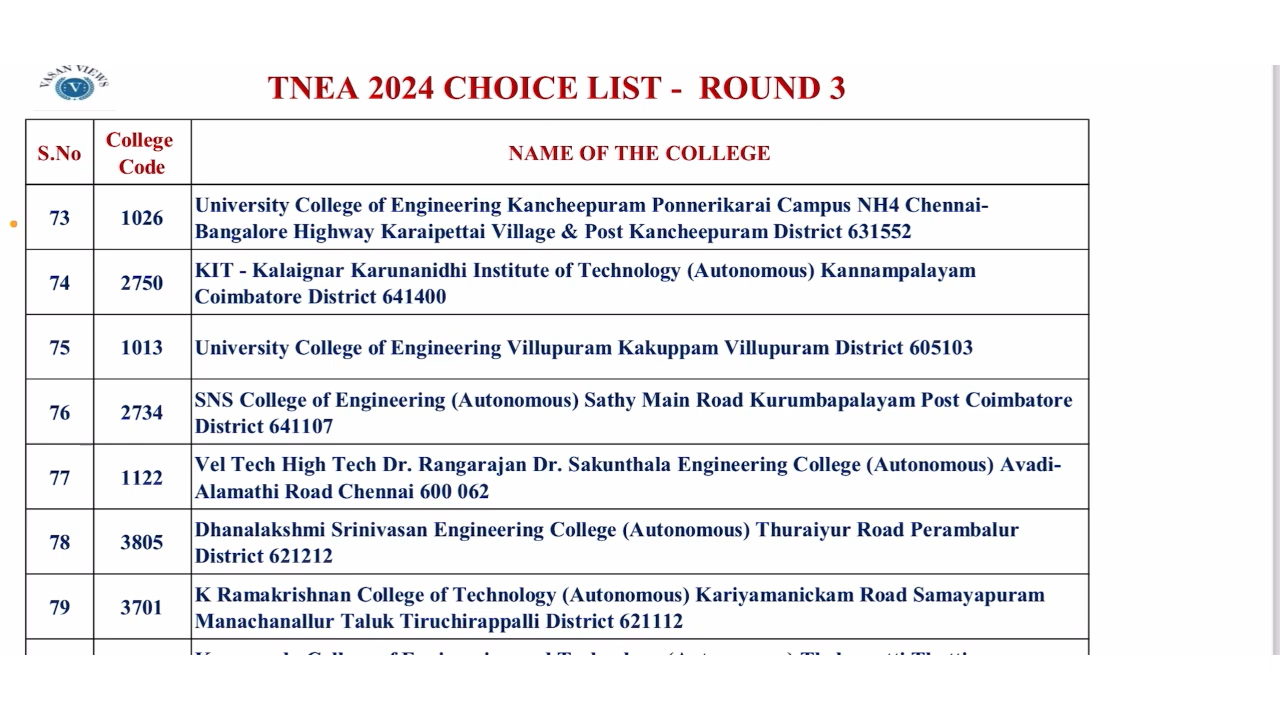 VASAN VIEWS
V
TNEA 2024 CHOICE LIST - ROUND 3
S.No
College
Code
NAME OF THE COLLEGE
73
1026
University College of Engineering Kancheepuram Ponnerikarai Campus NH4 Chennai-
Bangalore Highway Karaipettai Village & Post Kancheepuram District 631552
74
2750
KIT - Kalaignar Karunanidhi Institute of Technology (Autonomous) Kannampalayam
Coimbatore District 641400
75
1013
University College of Engineering Villupuram Kakuppam Villupuram District 605103
76
2734
SNS College of Engineering (Autonomous) Sathy Main Road Kurumbapalayam Post Coimbatore
District 641107
77
1122
Vel Tech High Tech Dr. Rangarajan Dr. Sakunthala Engineering College (Autonomous) Avadi-
Alamathi Road Chennai 600 062
78
3805
Dhanalakshmi Srinivasan Engineering College (Autonomous) Thuraiyur Road Perambalur
District 621212
79
3701
K Ramakrishnan College of Technology (Autonomous) Kariyamanickam Road Samayapuram
Manachanallur Taluk Tiruchirappalli District 621112